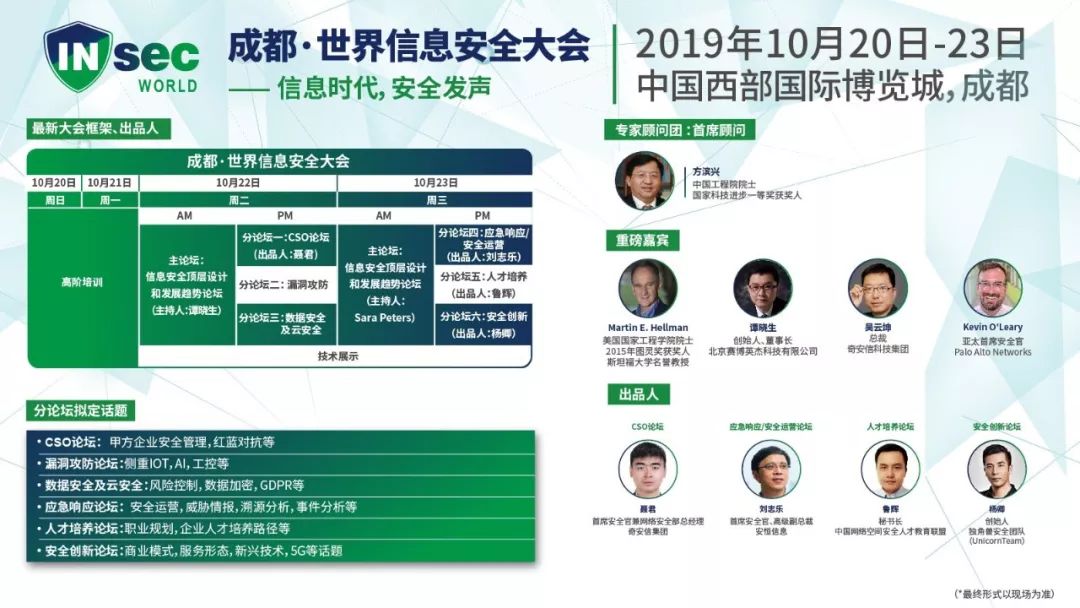 INsec
WORLD
成都·世界信息安全大会
—— 信息时代，安全发声
2019年10月20日-23日
中国西部国际博览城，成都
最新大会框架、出品人
成都·世界信息安全大会
10月20日 10月21日 10月22日 10月23日
周日 周一 周二 周三
AM PM AM PM
高阶培训
主论坛：
信息安全顶层设计
和发展趋势论坛
(主持人：谭晓生)
分论坛一：CSO论坛
(出品人：聂君)
分论坛二：漏洞攻防
分论坛三：数据安全
及云安全
主论坛：
信息安全顶层设计
和发展趋势论坛
(主持人：
Sara Peters)
分论坛四：应急响应/
安全运营
(出品人：刘志乐)
分论坛五：人才培养
(出品人：鲁辉)
分论坛六：安全创新
(出品人：杨卿)
技术展示
分论坛拟定话题
• CSO论坛： 甲方企业安全管理，红蓝对抗等
• 漏洞攻防论坛：侧重IOT，AI，工控等
• 数据安全及云安全：风险控制，数据加密，GDPR等
• 应急响应论坛： 安全运营，威胁情报，溯源分析，事件分析等
• 人才培养论坛：职业规划，企业人才培养路径等
• 安全创新论坛：商业模式，服务形态，新兴技术，5G等话题
专家顾问团：首席顾问
方滨兴
中国工程院院士
国家科技进步一等奖获奖人
重磅嘉宾
Martin E. Hellman
美国国家工程学院院士
2015年图灵奖获奖人
斯坦福大学名誉教授
谭晓生
创始人、董事长
北京赛博英杰科技有限公司
吴云坤
总裁
奇安信科技集团
Kevin O'Leary
亚太首席安全官
Palo Alto Networks
出品人
CSO论坛
聂君
首席安全官兼网络安全部总经理
奇安信集团
应急响应/安全运营论坛
刘志乐
首席安全官、高级副总裁
安恒信息
人才培养论坛
鲁辉
秘书长
中国网络空间安全人才教育联盟
安全创新论坛
杨卿
创始人
独角兽安全团队
(UnicornTeam)
(*最终形式以现场为准)